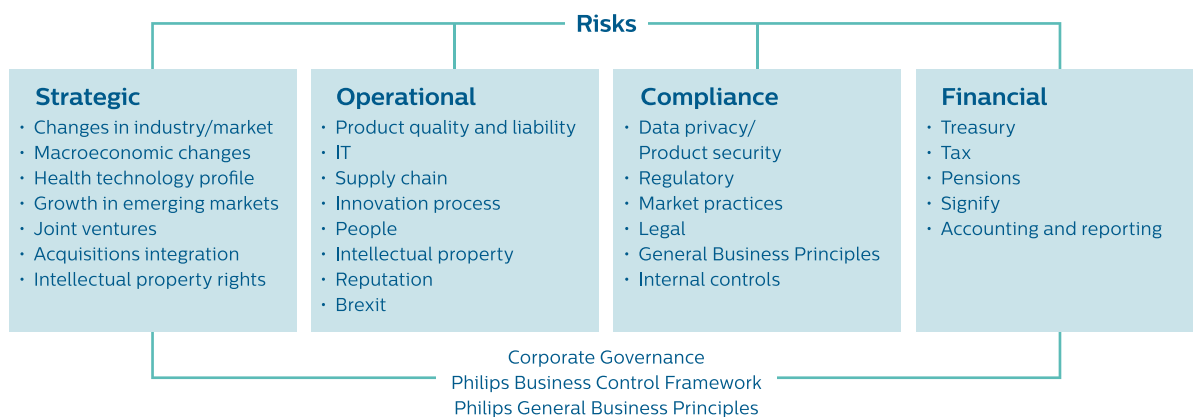 Risks
Strategic
• Changes in industry/market
• Macroeconomic changes
• Health technology profile
• Growth in emerging markets
• Joint ventures
• Acquisitions integration
• Intellectual property rights
Operational
• Product quality and liability
• IT
• Supply chain
• Innovation process
• People
• Intellectual property
• Reputation
• Brexit
Compliance
• Data privacy/
Product security
• Regulatory
• Market practices
• Legal
• General Business Principles
• Internal controls
Financial
• Treasury
• Tax
• Pensions
• Signify
• Accounting and reporting
Corporate Governance
Philips Business Control Framework
Philips General Business Principles